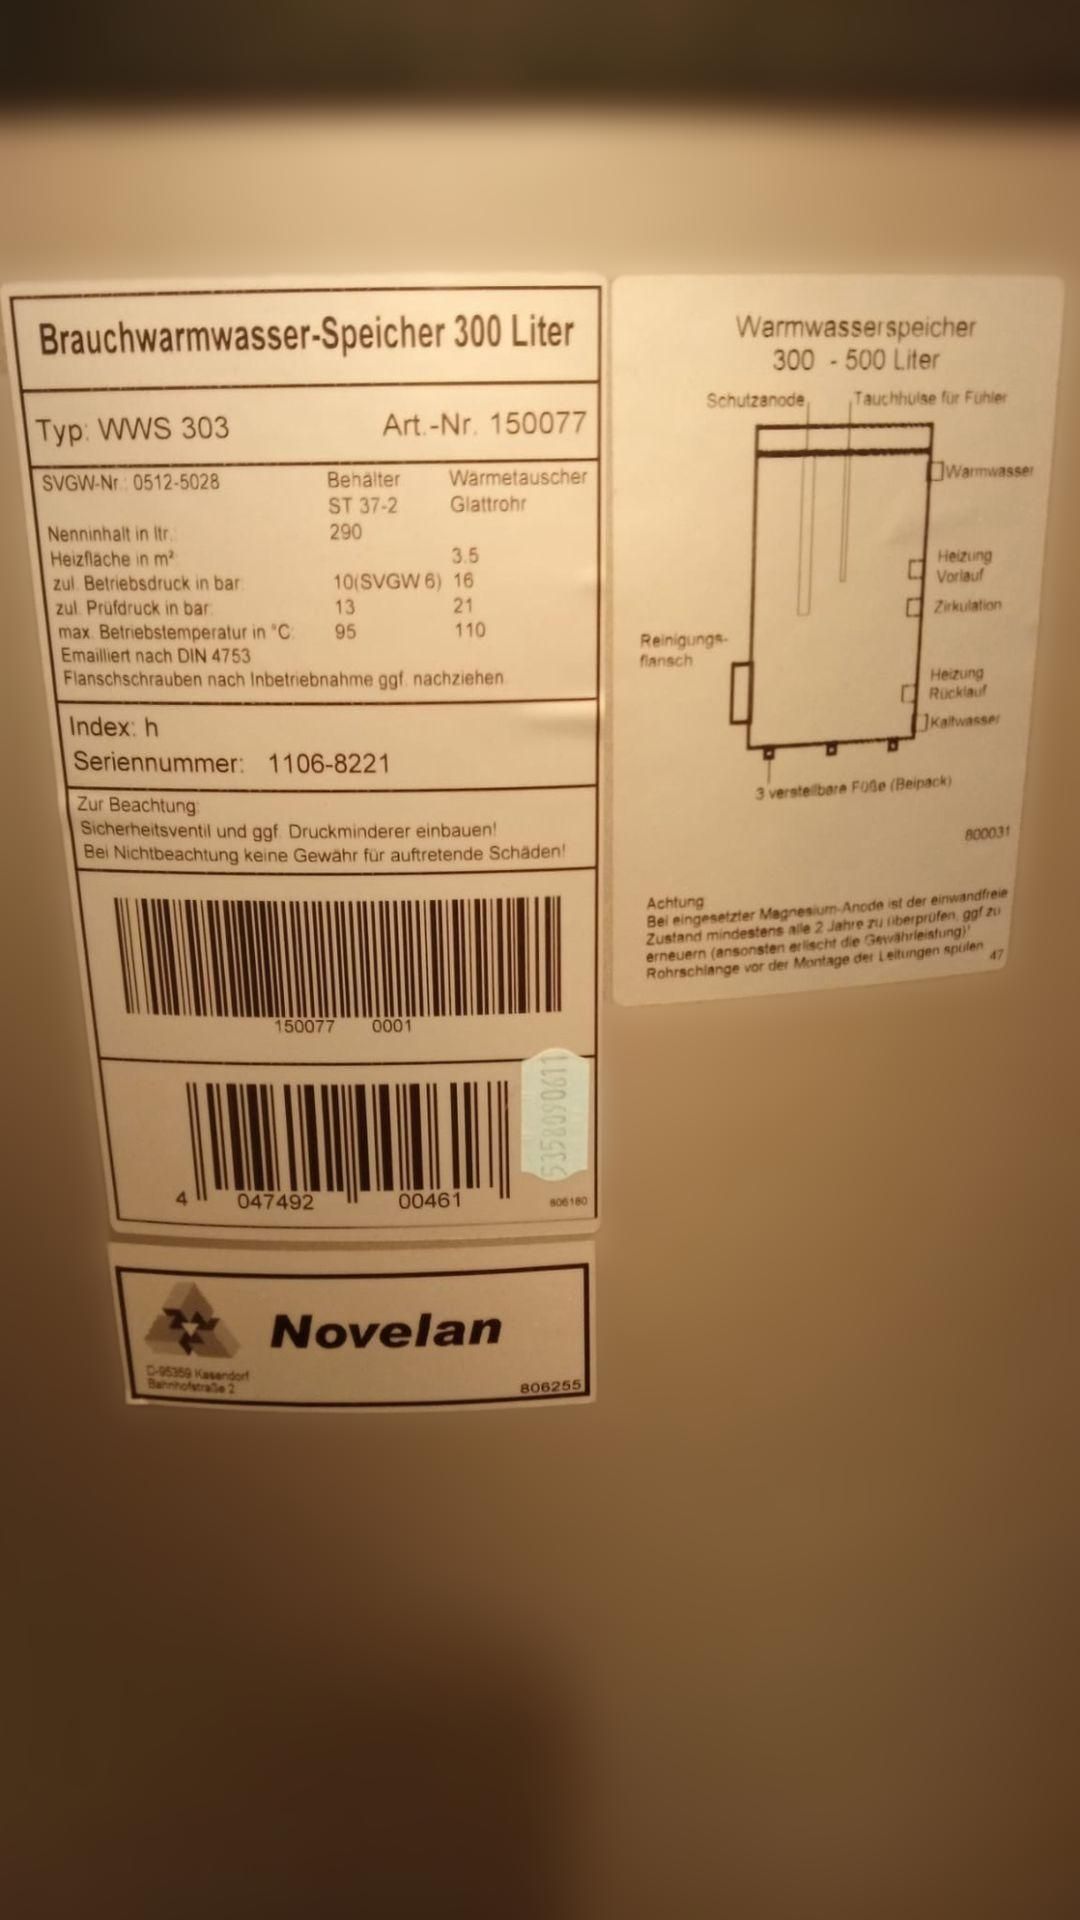 Brauchwarmwasser-Speicher 300 Liter
Typ: WWS 303 Art.-Nr. 150077
SVGW-Nr.: 0512-5028 Behälter Wärmetauscher
ST 37-2 Glattrohr
Nenninhalt in ltr.: 290
Heizfläche in m²: 3.5
zul. Betriebsdruck in bar: 10(SVGW 6) 16
zul. Prüfdruck in bar: 13 21
max. Betriebstemperatur in °C: 95 110
Emailliert nach DIN 4753
Flanschschrauben nach Inbetriebnahme ggf. nachziehen.
Index: h
Seriennummer: 1106-8221
Zur Beachtung:
Sicherheitsventil und ggf. Druckminderer einbauen!
Bei Nichtbeachtung keine Gewähr für auftretende Schäden!
150077 0001
5358090611
4 047492 00461
806180
Novelan
D-95359 Kasendorf
Bahnhofstraße 2
806255
Warmwasserspeicher
300 - 500 Liter
Schutzanode Tauchhülse für Fühler
Warmwasser
Heizung
Vorlauf
Zirkulation
Reinigungs-
flansch
Heizung
Rücklauf
Kaltwasser
3 verstellbare Füße (Beipack)
800031
Achtung
Bei eingesetzter Magnesium-Anode ist der einwandfreie
Zustand mindestens alle 2 Jahre zu überprüfen, ggf zu
erneuern (ansonsten erlischt die Gewährleistung)!
Rohrschlange vor der Montage der Leitungen spülen
47